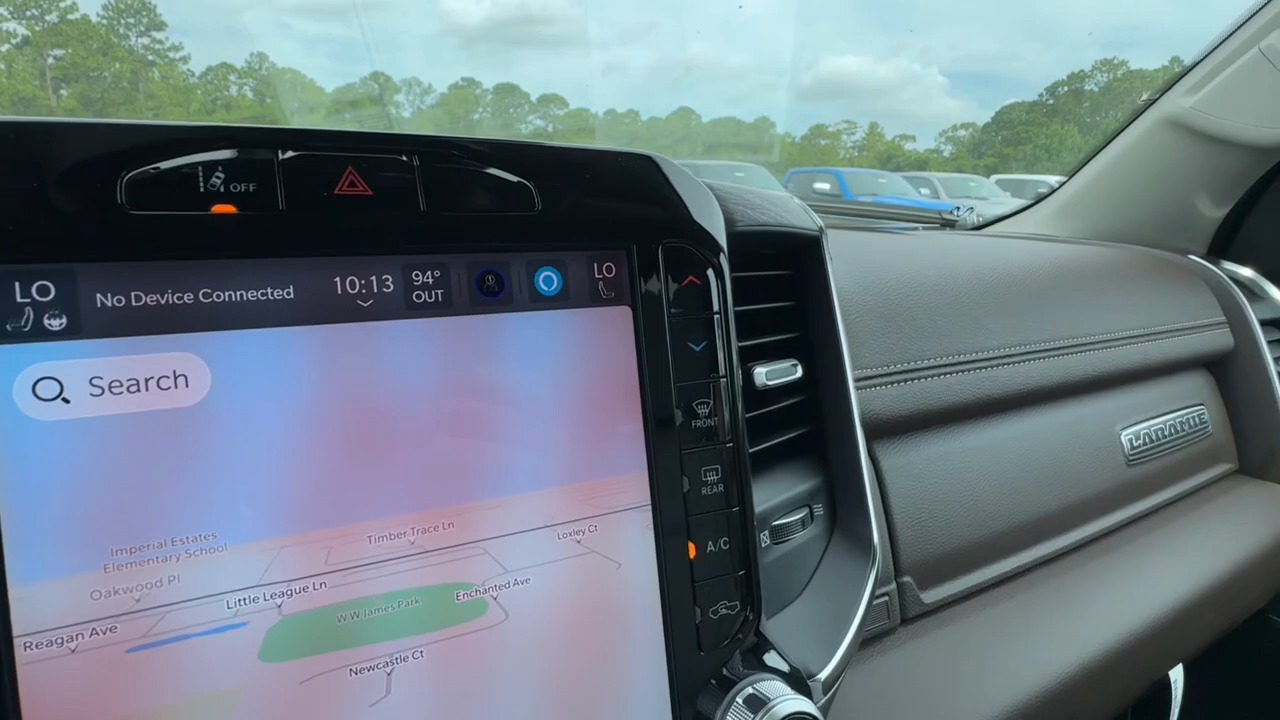 OFF
LO
No Device Connected
10:13
94°
OUT
LO
Search
FRONT
REAR
A/C
LARAMIE
Imperial Estates
Elementary School
Timber Trace Ln
Loxley Ct
Oakwood Pl
Little League Ln
W W James Park
Enchanted Ave
Reagan Ave
Newcastle Ct